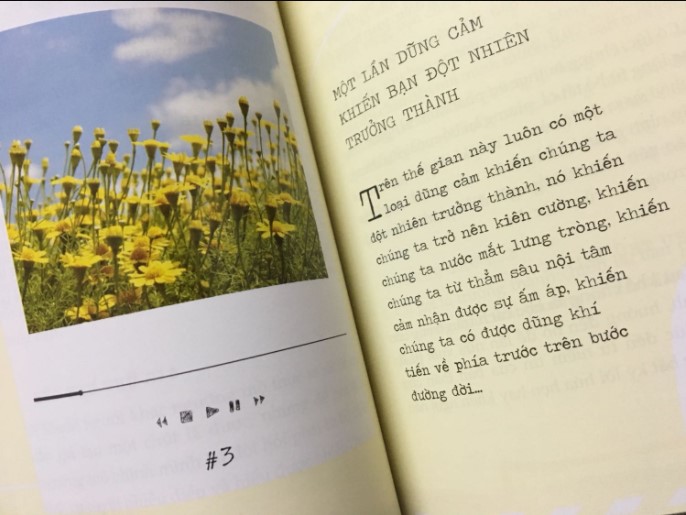 #3
MỘT LẦN DŨNG CẢM
KHIẾN BẠN ĐỘT NHIÊN
TRƯỞNG THÀNH
Trên thế gian này luôn có một
loại dũng cảm khiến chúng ta
đột nhiên trưởng thành, nó khiến
chúng ta trở nên kiên cường, khiến
chúng ta nước mắt lưng tròng, khiến
chúng ta từ thẳm sâu nội tâm
cảm nhận được sự ấm áp, khiến
chúng ta có được dũng khí
tiến về phía trước trên bước
đường đời...